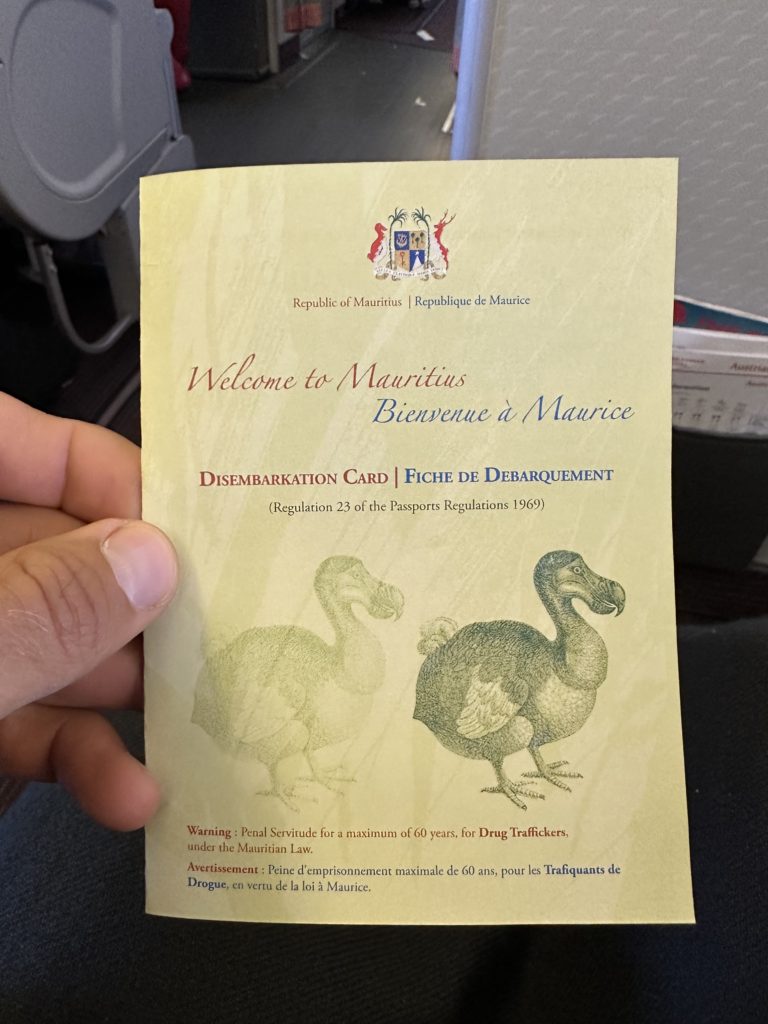 Republic of Mauritius | Republique de Maurice
Welcome to Mauritius
Bienvenue à Maurice
DISEMBARKATION CARD | FICHE DE DEBARQUEMENT
(Regulation 23 of the Passports Regulations 1969)
Warning : Penal Servitude for a maximum of 60 years, for Drug Traffickers,
under the Mauritian Law.
Avertissement : Peine d'emprisonnement maximale de 60 ans, pour les Trafiquants de
Drogue, en vertu de la loi à Maurice.
Austrian